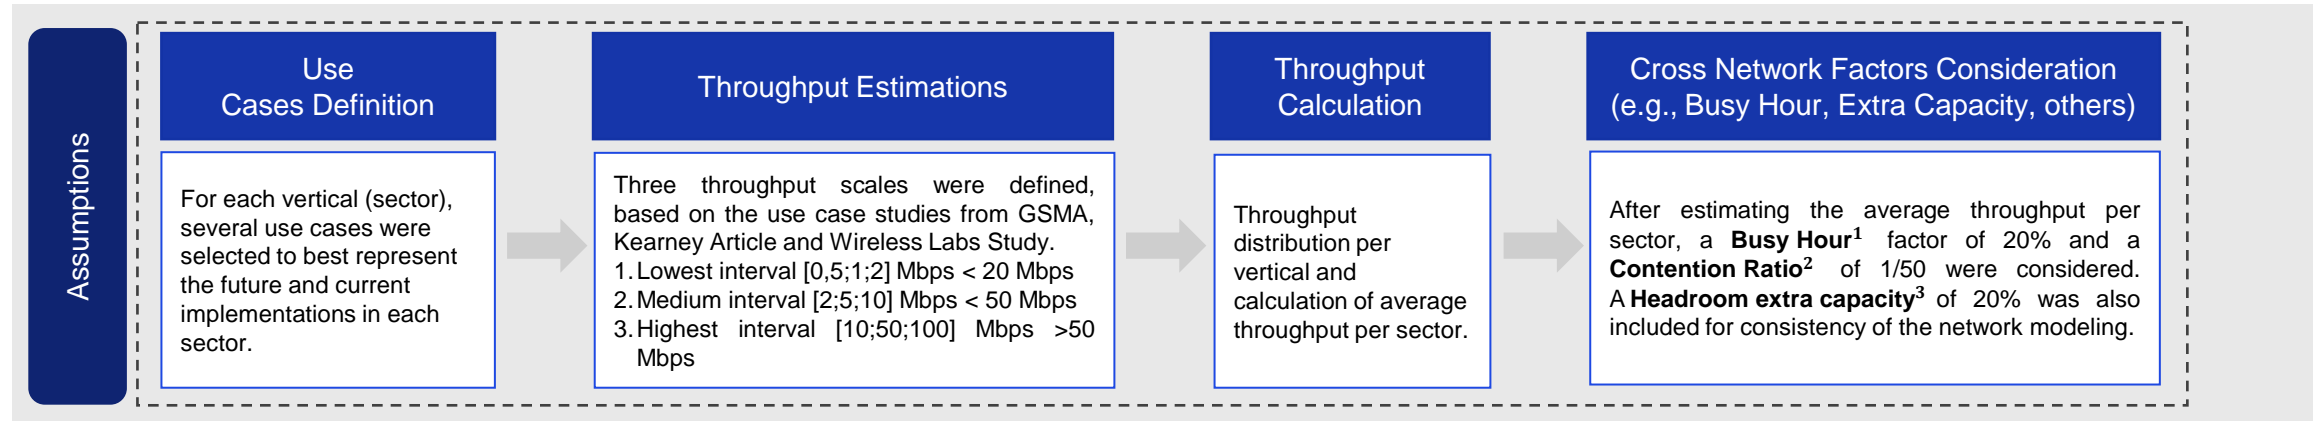 Assumptions
Use
Cases Definition
For each vertical (sector),
several use cases were
selected to best represent
the future and current
implementations in each
sector.
Throughput Estimations
Three throughput scales were defined,
based on the use case studies from GSMA,
Kearney Article and Wireless Labs Study.
1. Lowest interval [0,5;1;2] Mbps < 20 Mbps
2. Medium interval [2;5;10] Mbps < 50 Mbps
3. Highest interval [10;50;100] Mbps >50
Mbps
Throughput
Calculation
Throughput
distribution per
vertical and
calculation of average
throughput per sector.
Cross Network Factors Consideration
(e.g., Busy Hour, Extra Capacity, others)
After estimating the average throughput per
sector, a Busy Hour¹ factor of 20% and a
Contention Ratio² of 1/50 were considered.
A Headroom extra capacity³ of 20% was also
included for consistency of the network modeling.